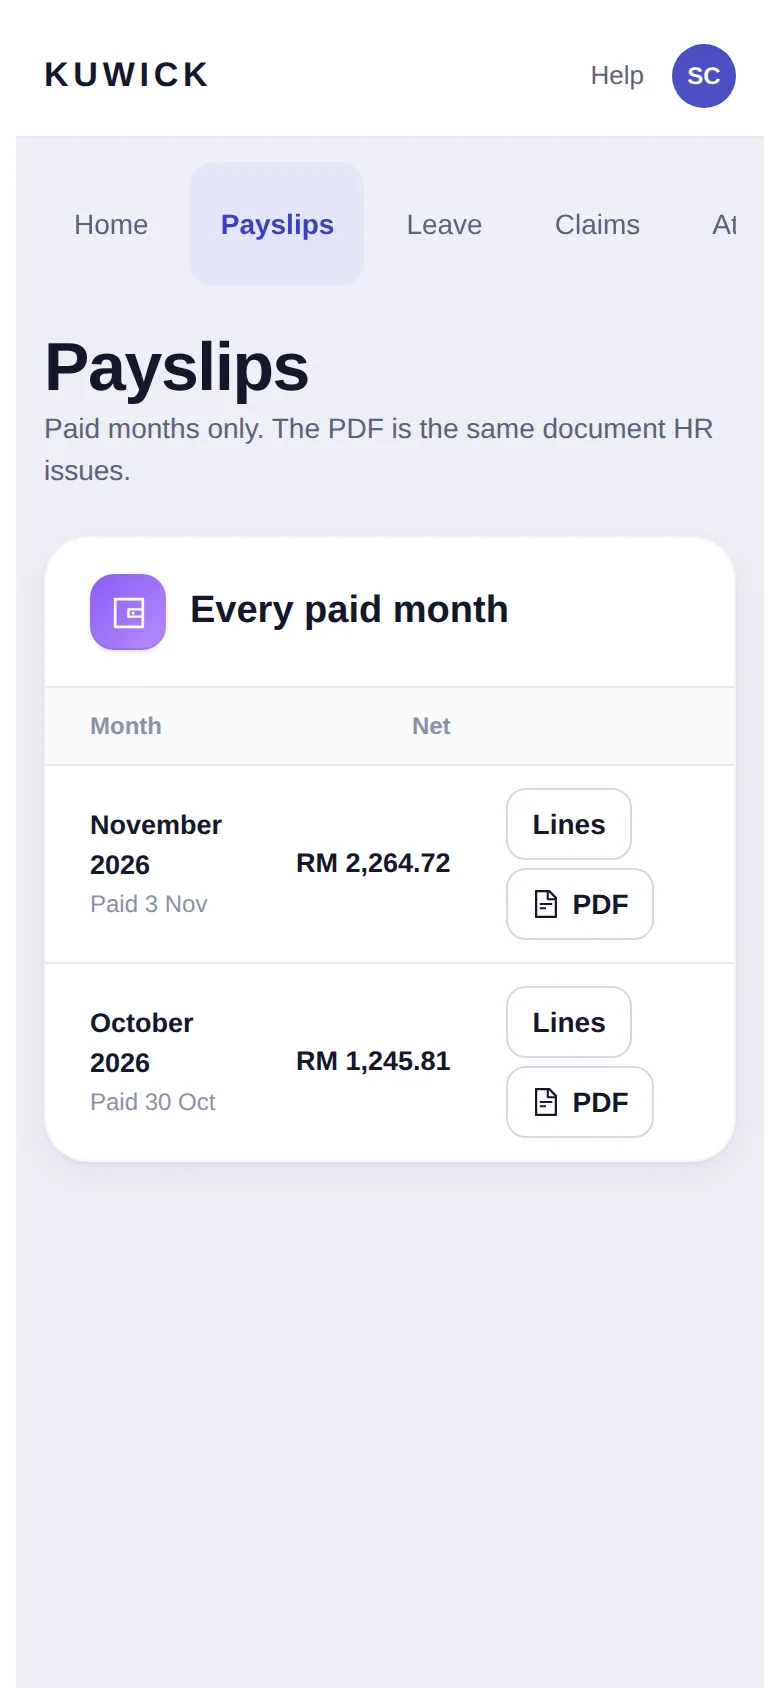 KUWICK
Help
SC
Home
Payslips
Leave
Claims
At
Payslips
Paid months only. The PDF is the same document HR
issues.
Every paid month
Month
Net
November
2026
Paid 3 Nov
RM 2,264.72
Lines
PDF
October
2026
Paid 30 Oct
RM 1,245.81
Lines
PDF